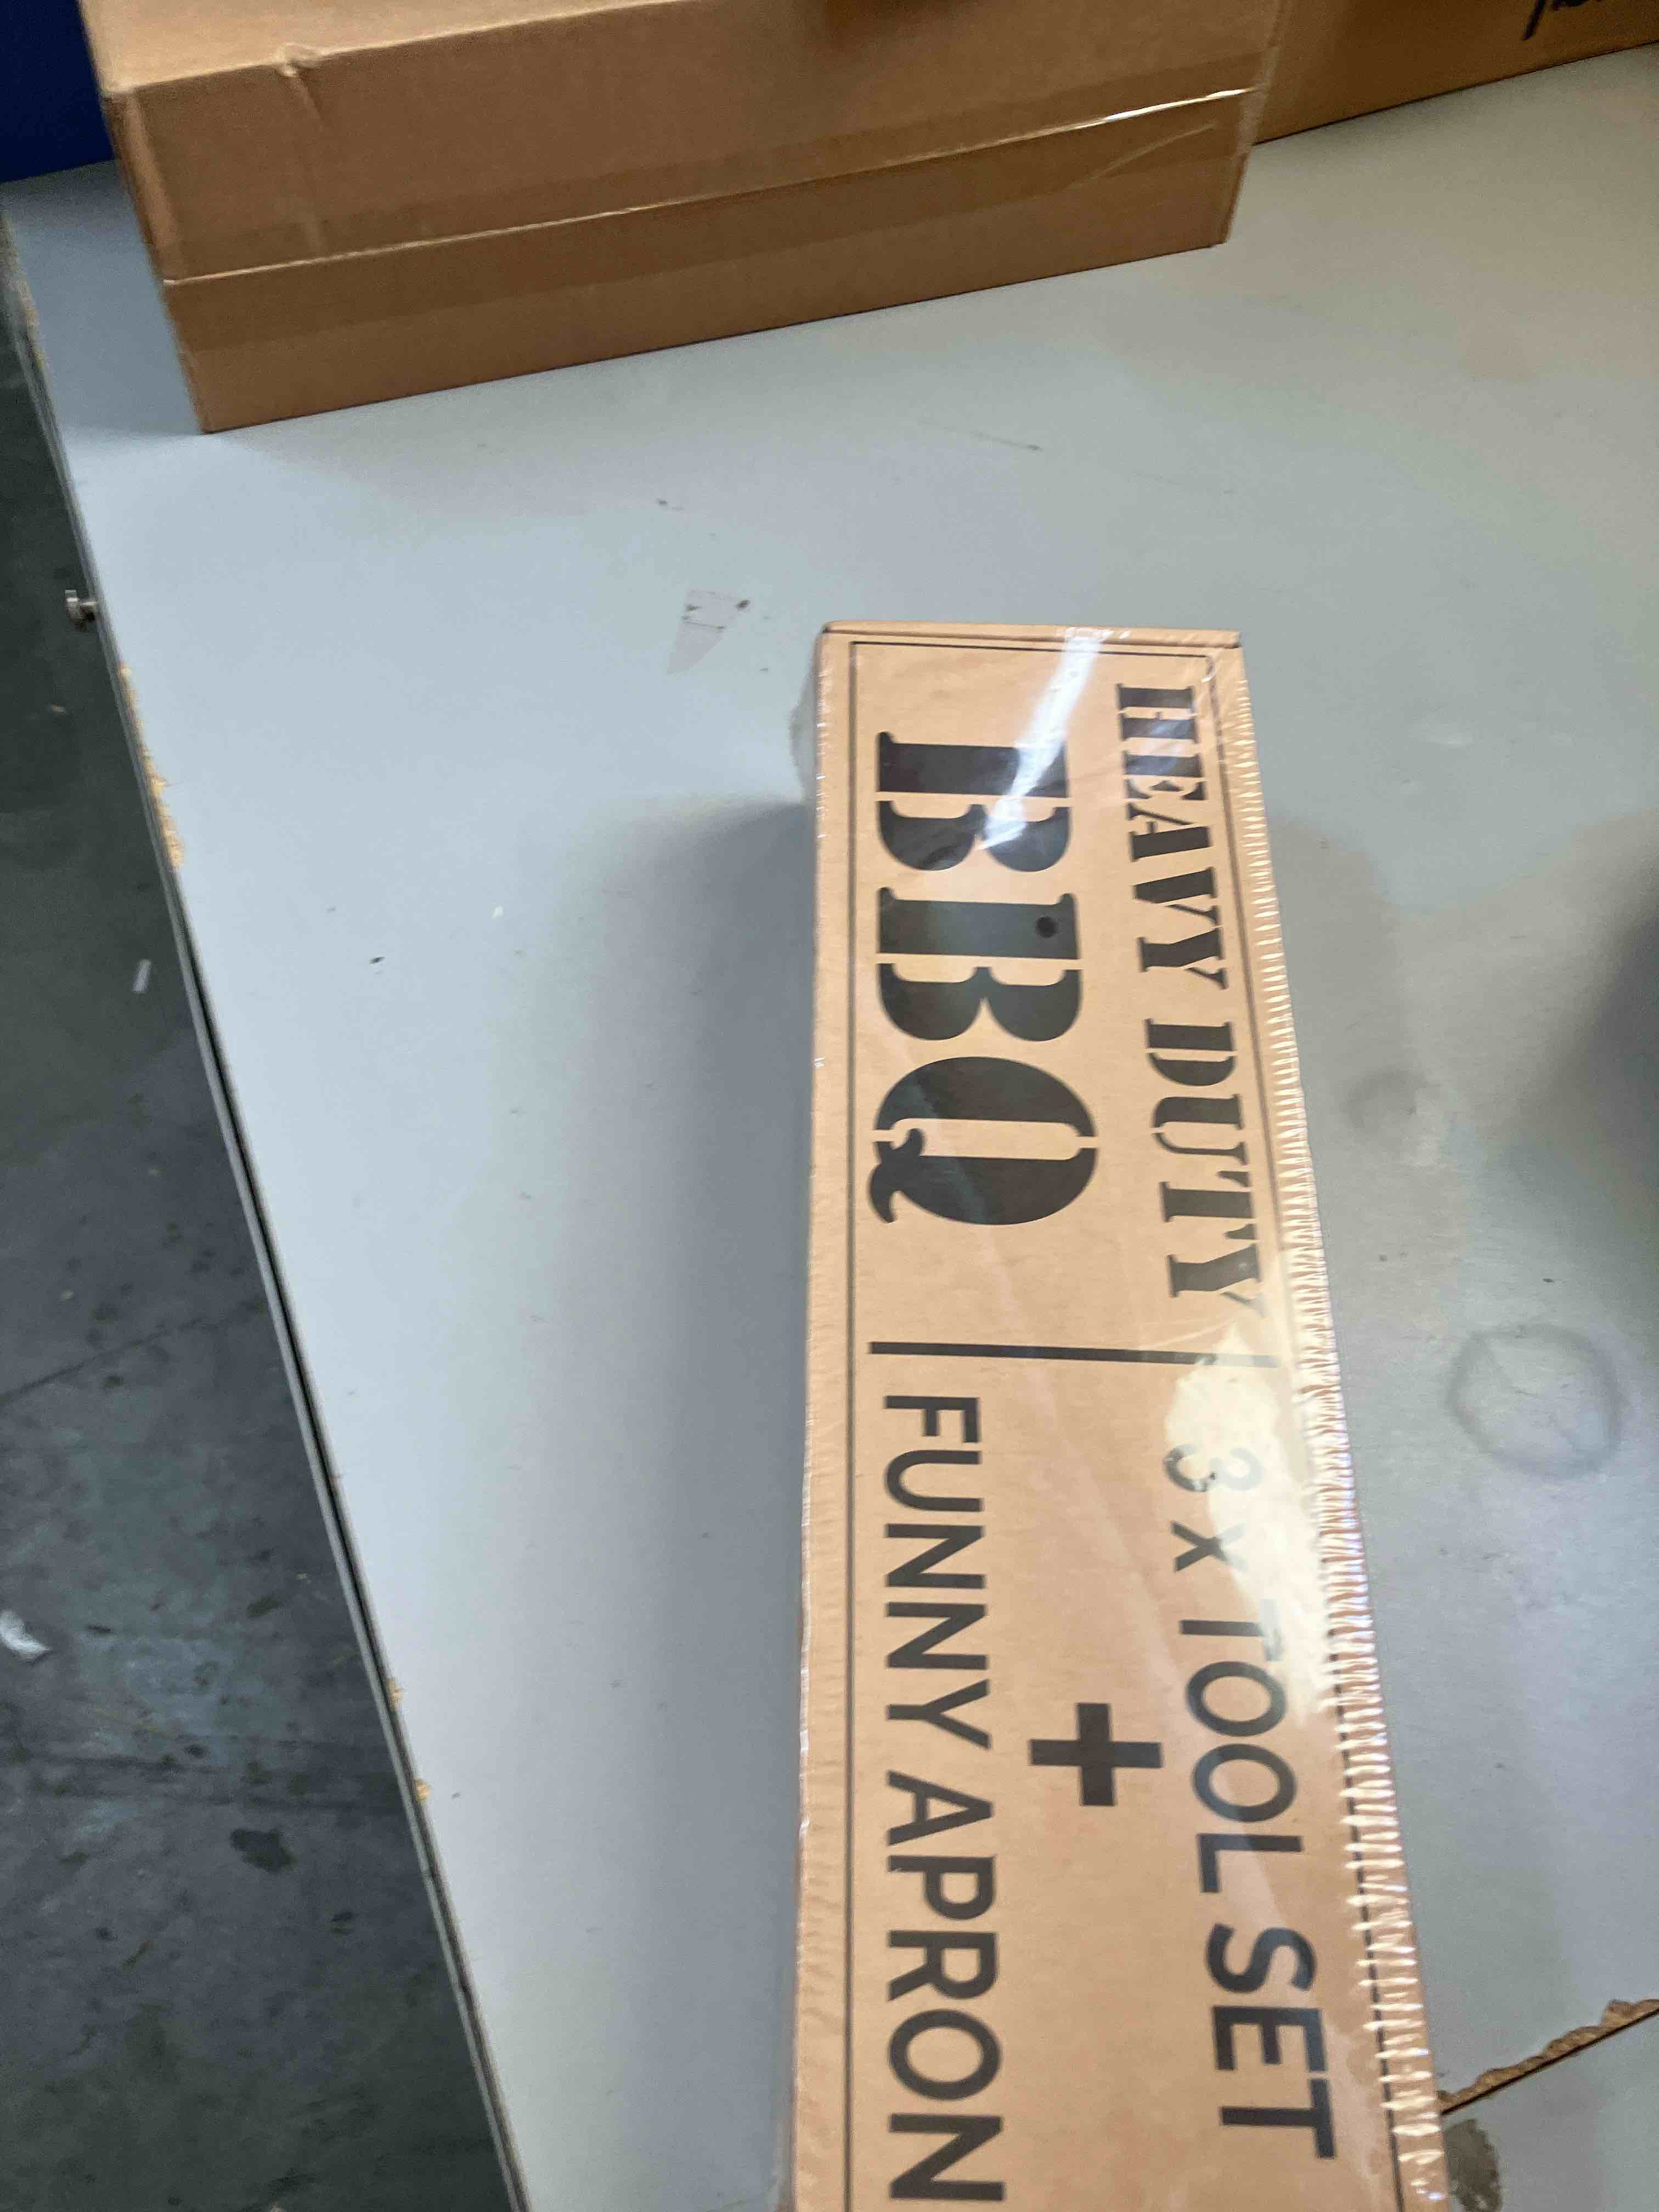 HEAVY DUTY
BBQ
3 x TOOL SET
+
FUNNY APRON